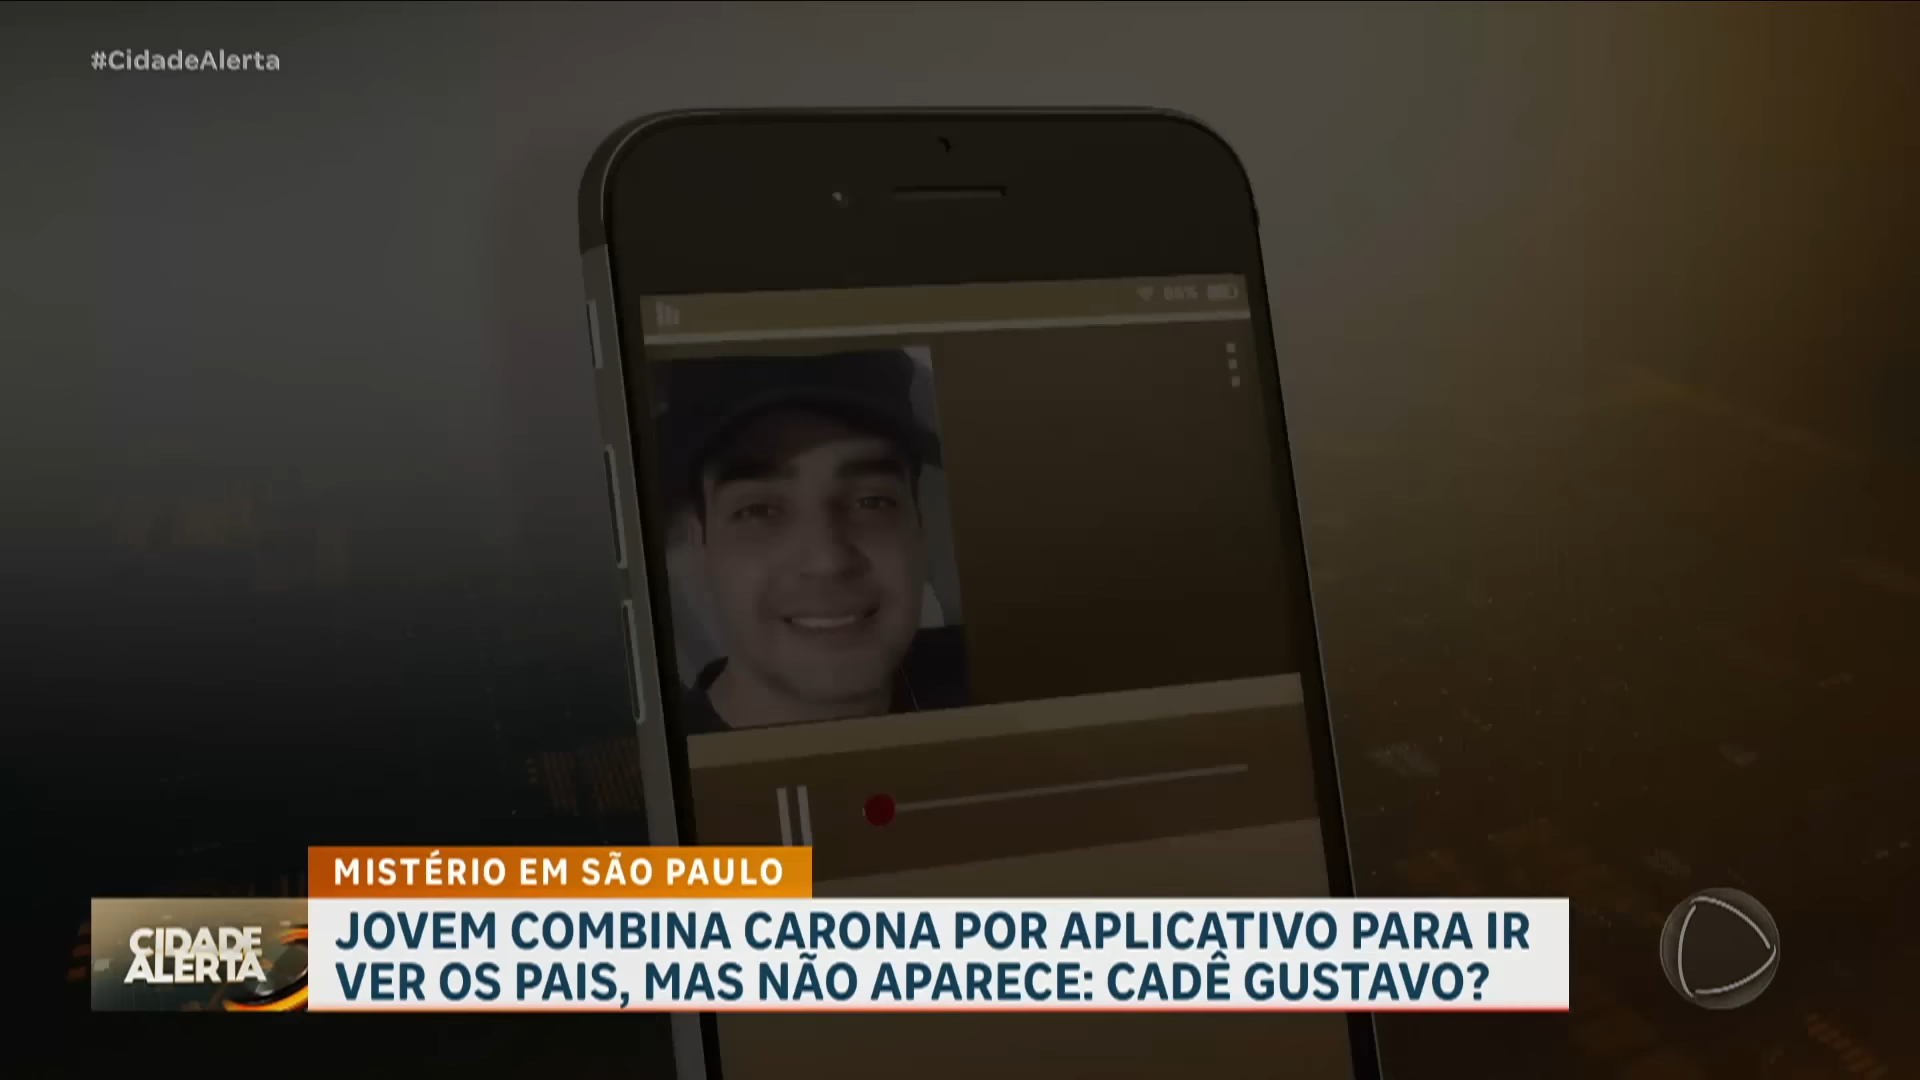 #CidadeAlerta
86%
MISTÉRIO EM SÃO PAULO
CIDADE
ALERTA
JOVEM COMBINA CARONA POR APLICATIVO PARA IR
VER OS PAIS, MAS NÃO APARECE: CADÊ GUSTAVO?